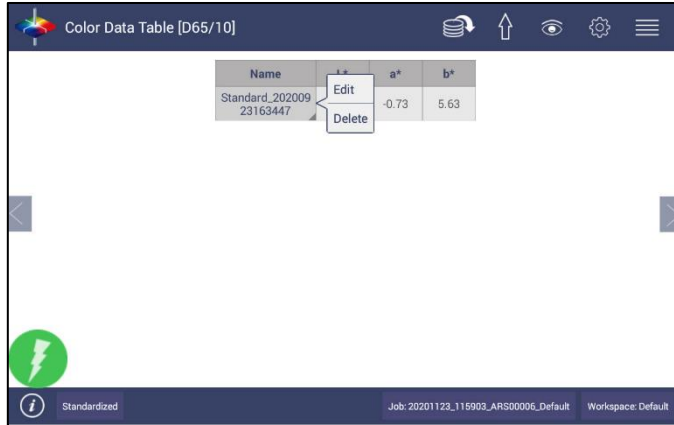 Color Data Table [D65/10]
Name a* b*
Standard_202009
23163447 -0.73 5.63
Edit
Delete
i
Standardized Job: 20201123_115903_ARS00006_Default Workspace: Default